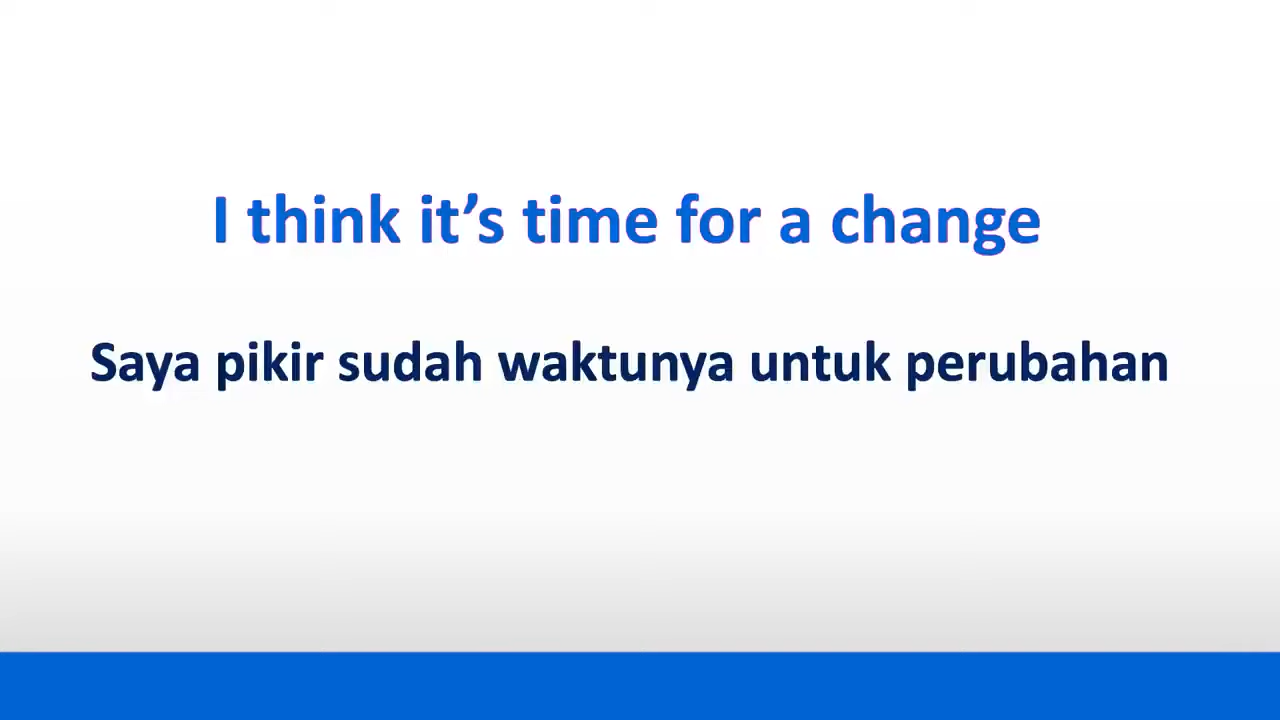 I think it’s time for a change
Saya pikir sudah waktunya untuk perubahan